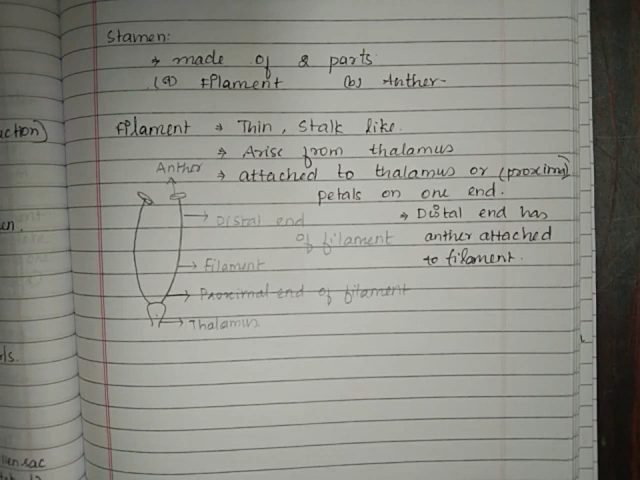 Stamen:
→ made of 2 parts
(a) Filament (b) Anther-
Filament → Thin, Stalk like.
→ Arise from thalamus
Anther → attached to thalamus or (proximal)
petals on one end.
→ Distal end of filament
→ Distal end has
anther attached
to filament.
→ Filament
→ Proximal end of filament
→ Thalamus.
uction)
en.
ls.